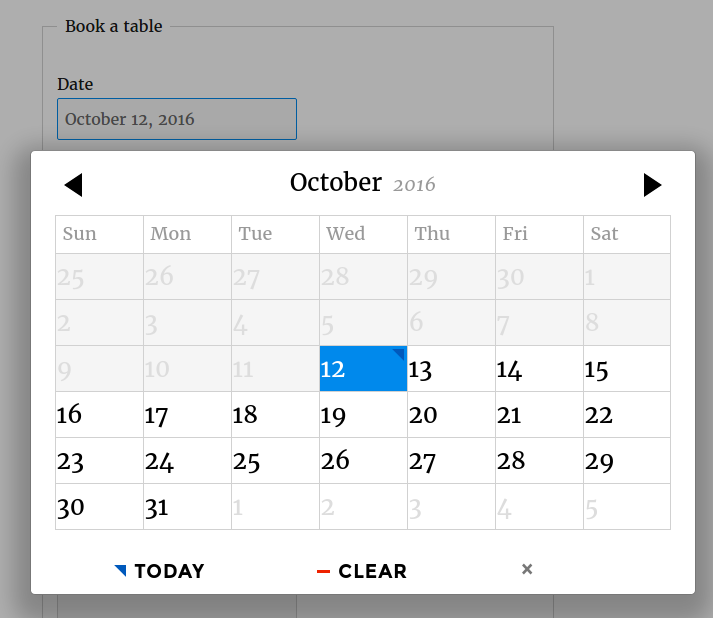 Book a table
Date
October 12, 2016
October 2016
Sun Mon Tue Wed Thu Fri Sat
25 26 27 28 29 30 1
2 3 4 5 6 7 8
9 10 11 12 13 14 15
16 17 18 19 20 21 22
23 24 25 26 27 28 29
30 31 1 2 3 4 5
TODAY CLEAR ×